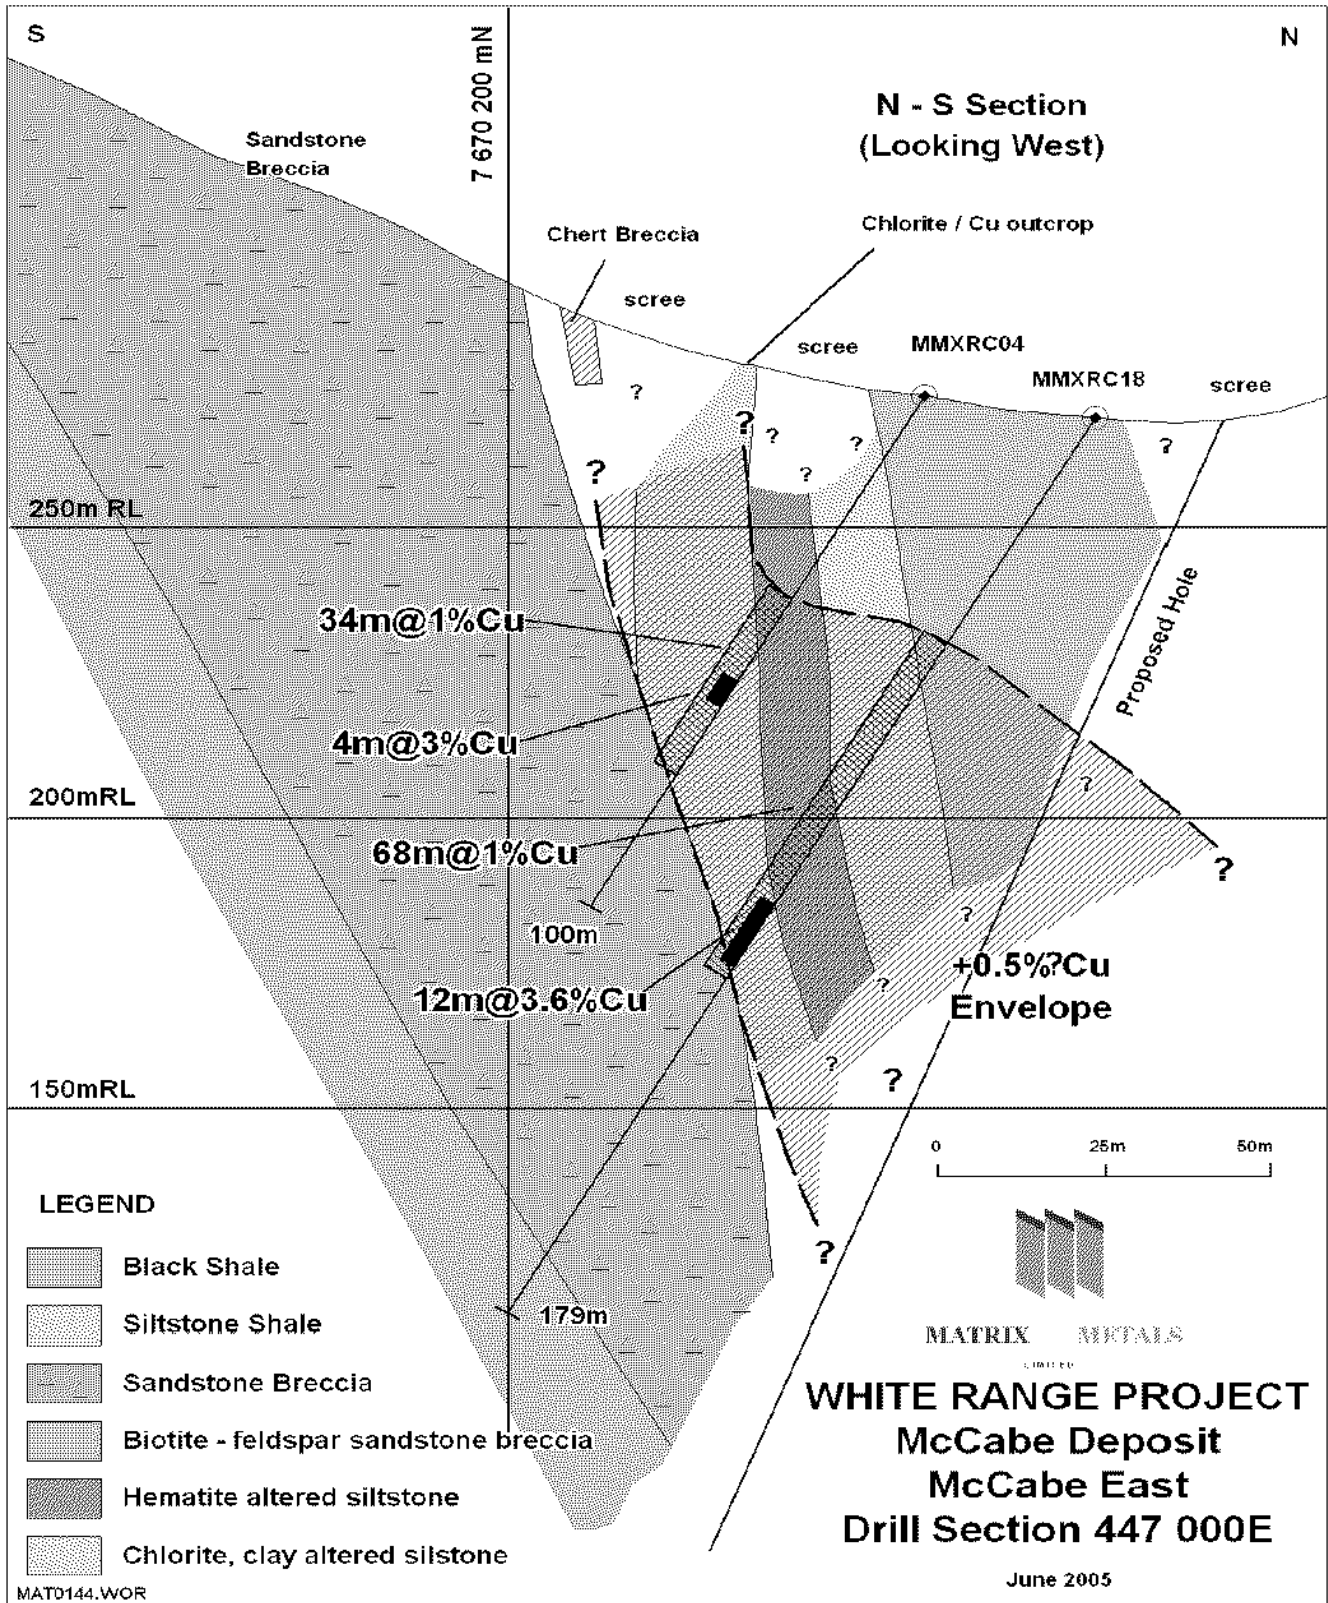 S
N
7 670 200 mN
N - S Section
(Looking West)
Sandstone
Breccia
Chert Breccia
Chlorite / Cu outcrop
scree
scree
MMXRC04
MMXRC18
scree
?
?
?
?
?
?
?
250m RL
Proposed Hole
34m@1%Cu
4m@3%Cu
?
200mRL
68m@1%Cu
?
?
100m
+0.5%?Cu
Envelope
?
12m@3.6%Cu
?
?
150mRL
0
25m
50m
?
179m
MATRIX METALS
LIMITED
WHITE RANGE PROJECT
McCabe Deposit
McCabe East
Drill Section 447 000E
June 2005
LEGEND
Black Shale
Siltstone Shale
Sandstone Breccia
Biotite - feldspar sandstone breccia
Hematite altered siltstone
Chlorite, clay altered silstone
MAT0144.WOR